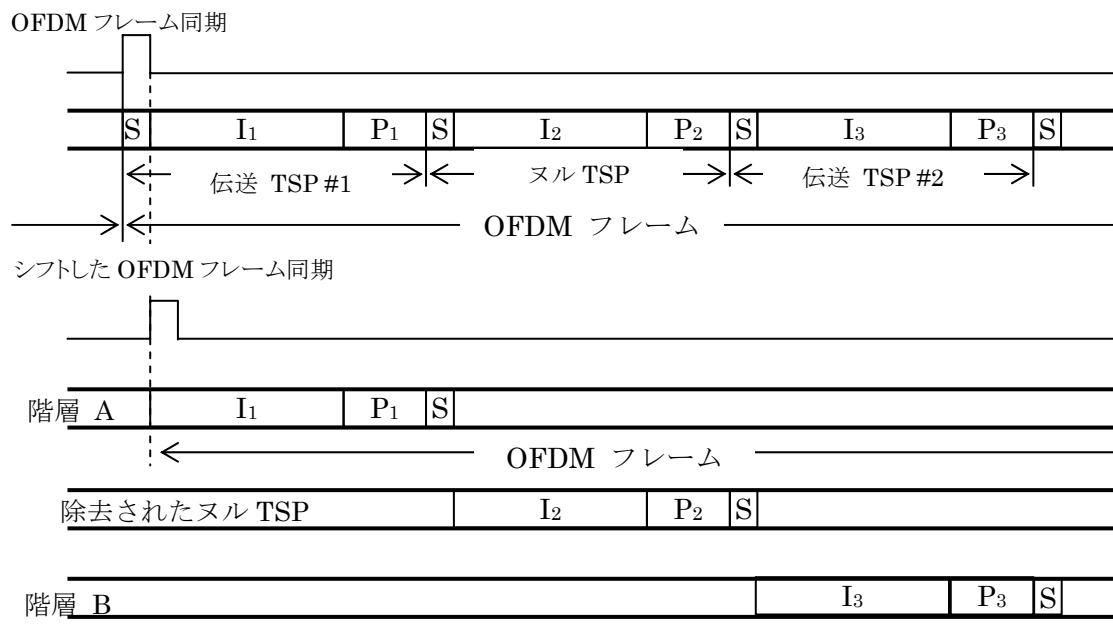 OFDM フレーム同期
S I₁ P₁ S I₂ P₂ S I₃ P₃ S
伝送 TSP #1 ヌル TSP 伝送 TSP #2
OFDM フレーム
シフトした OFDM フレーム同期
階層 A I₁ P₁ S
OFDM フレーム
除去されたヌル TSP I₂ P₂ S
階層 B I₃ P₃ S